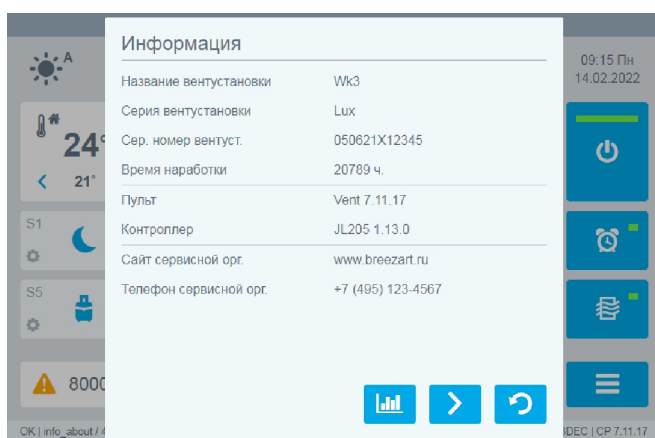 Информация
Название вентустановки Wk3
Серия вентустановки Lux
Сер. номер вентуст. 050621X12345
Время наработки 20789 ч.
Пульт Vent 7.11.17
Контроллер JL205 1.13.0
Сайт сервисной орг. www.breezart.ru
Телефон сервисной орг. +7 (495) 123-4567
A
09:15 Пн
14.02.2022
24°
21°
S1
S5
8000
OK | info_about / 4
CP 7.11.17